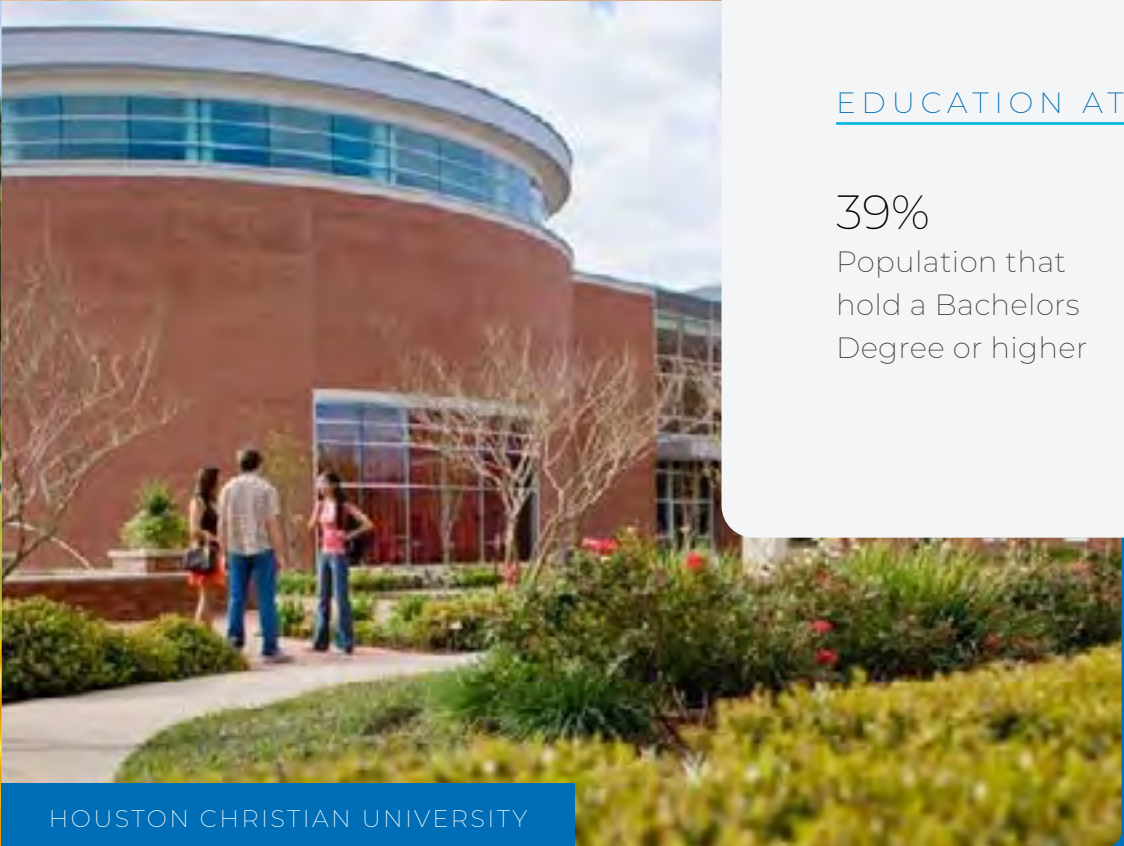 EDUCATION AT
39%
Population that
hold a Bachelors
Degree or higher
HOUSTON CHRISTIAN UNIVERSITY